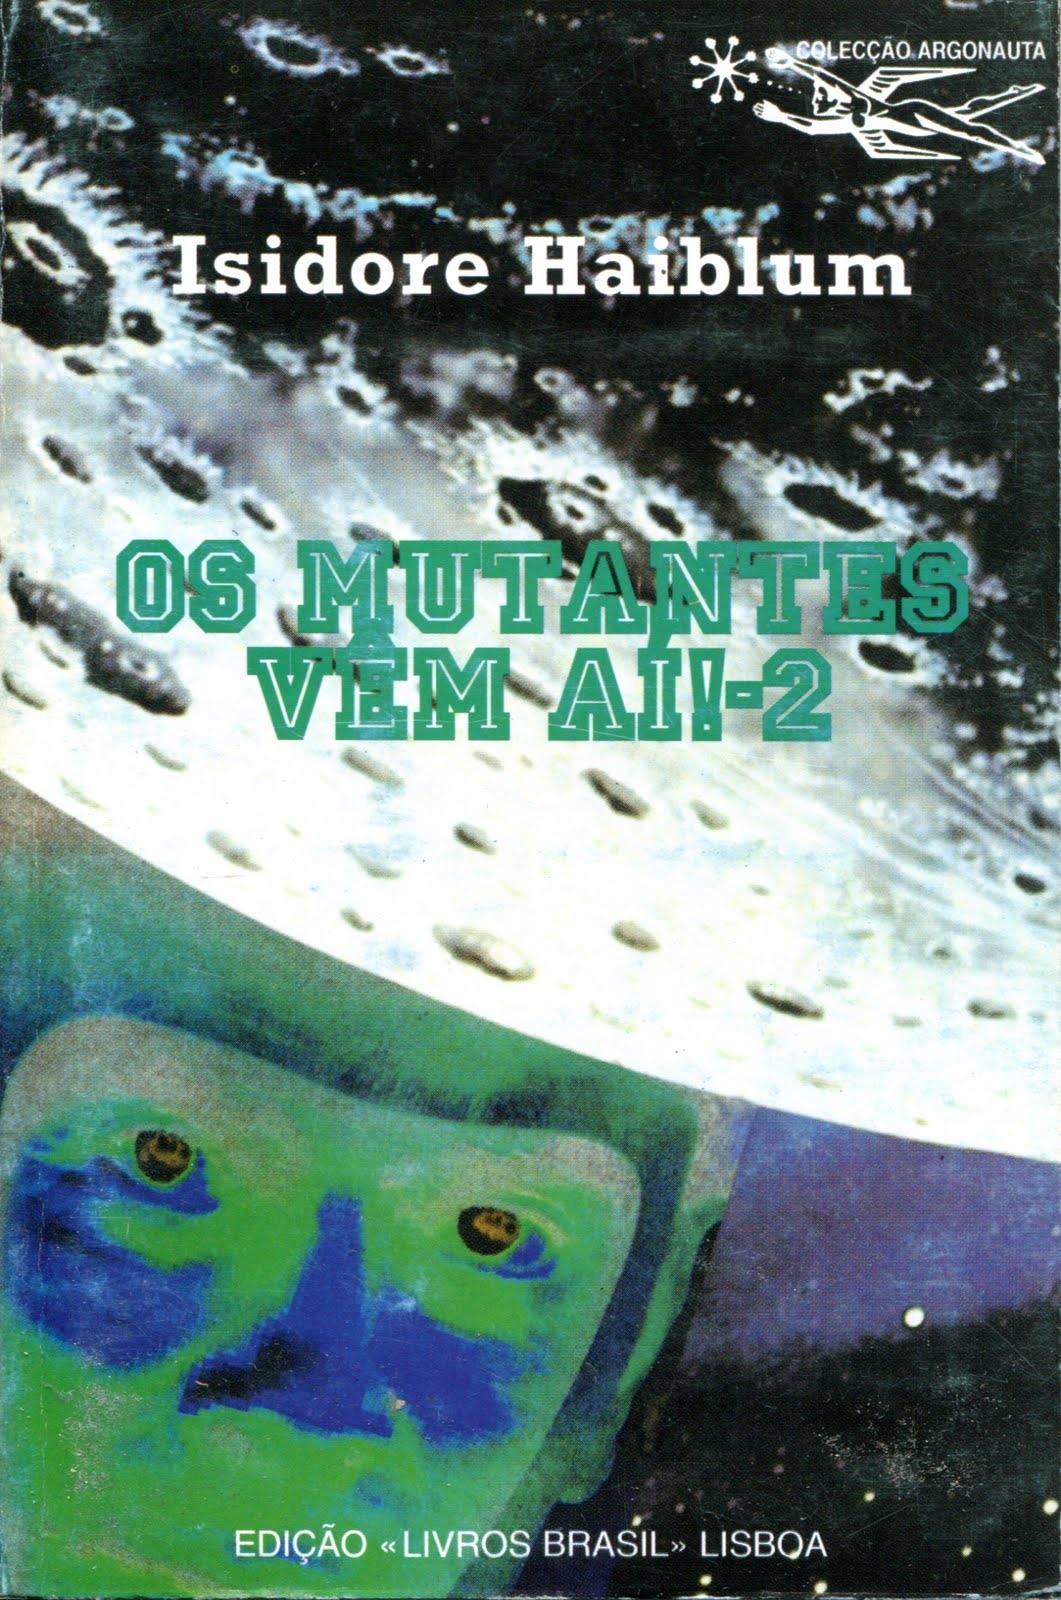 COLECÇÃO ARGONAUTA
Isidore Haiblum
OS MUTANTES
VÊM AÍ!-2
EDIÇÃO «LIVROS BRASIL» LISBOA